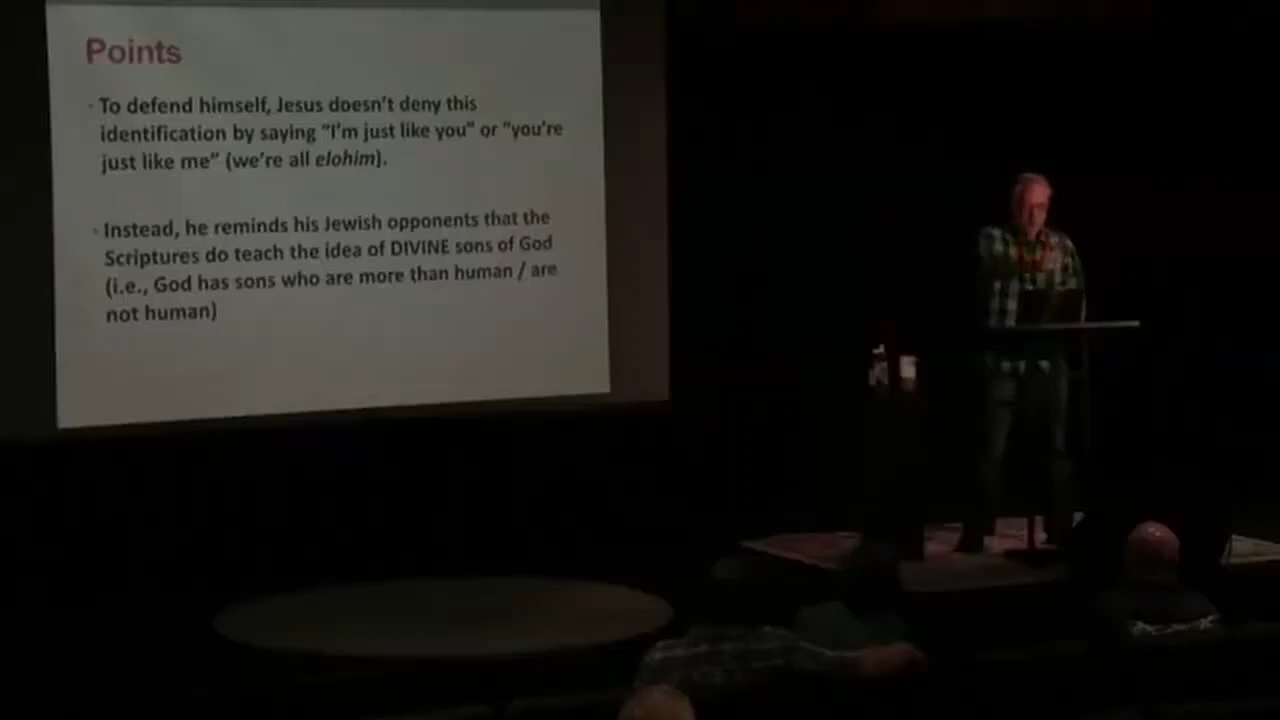 Points
To defend himself, Jesus doesn't deny this
identification by saying "I'm just like you" or "you're
just like me" (we're all elohim).
Instead, he reminds his Jewish opponents that the
Scriptures do teach the idea of DIVINE sons of God
(i.e., God has sons who are more than human / are
not human)